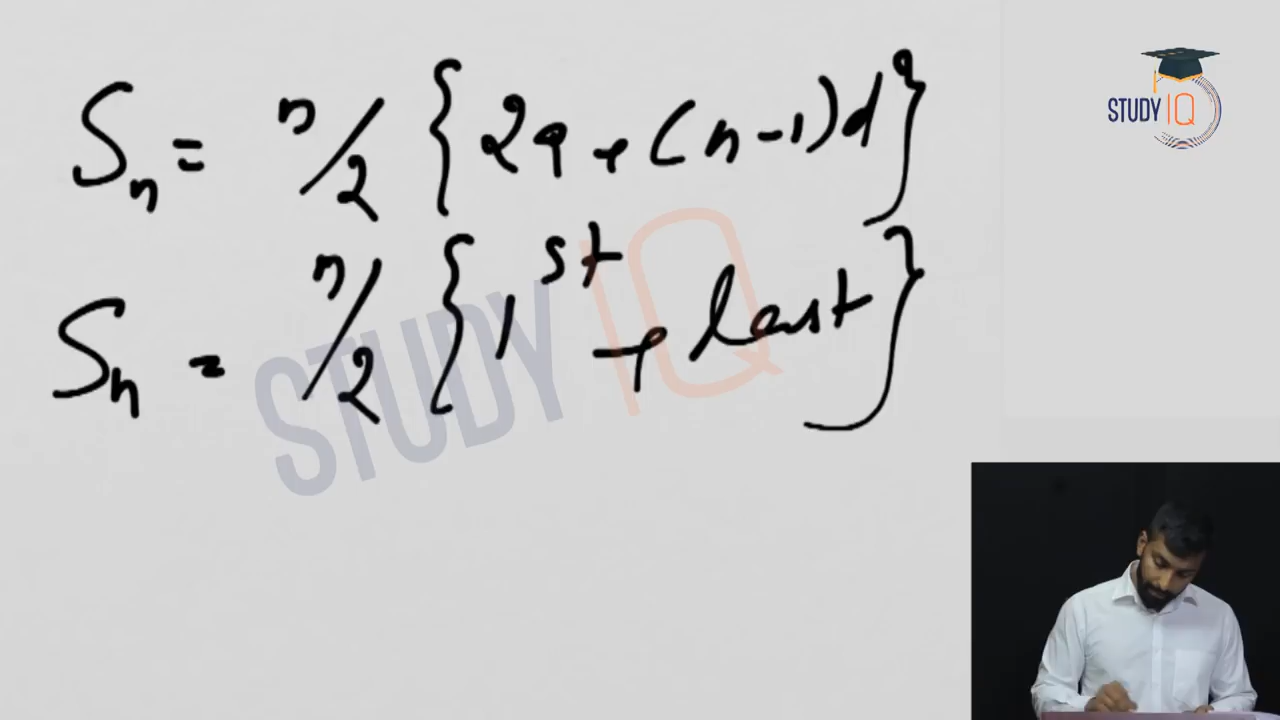 STUDY IQ
Sn = n/2 {2a + (n-1)d}
Sn = n/2 {1st + last}
STUDY IQ